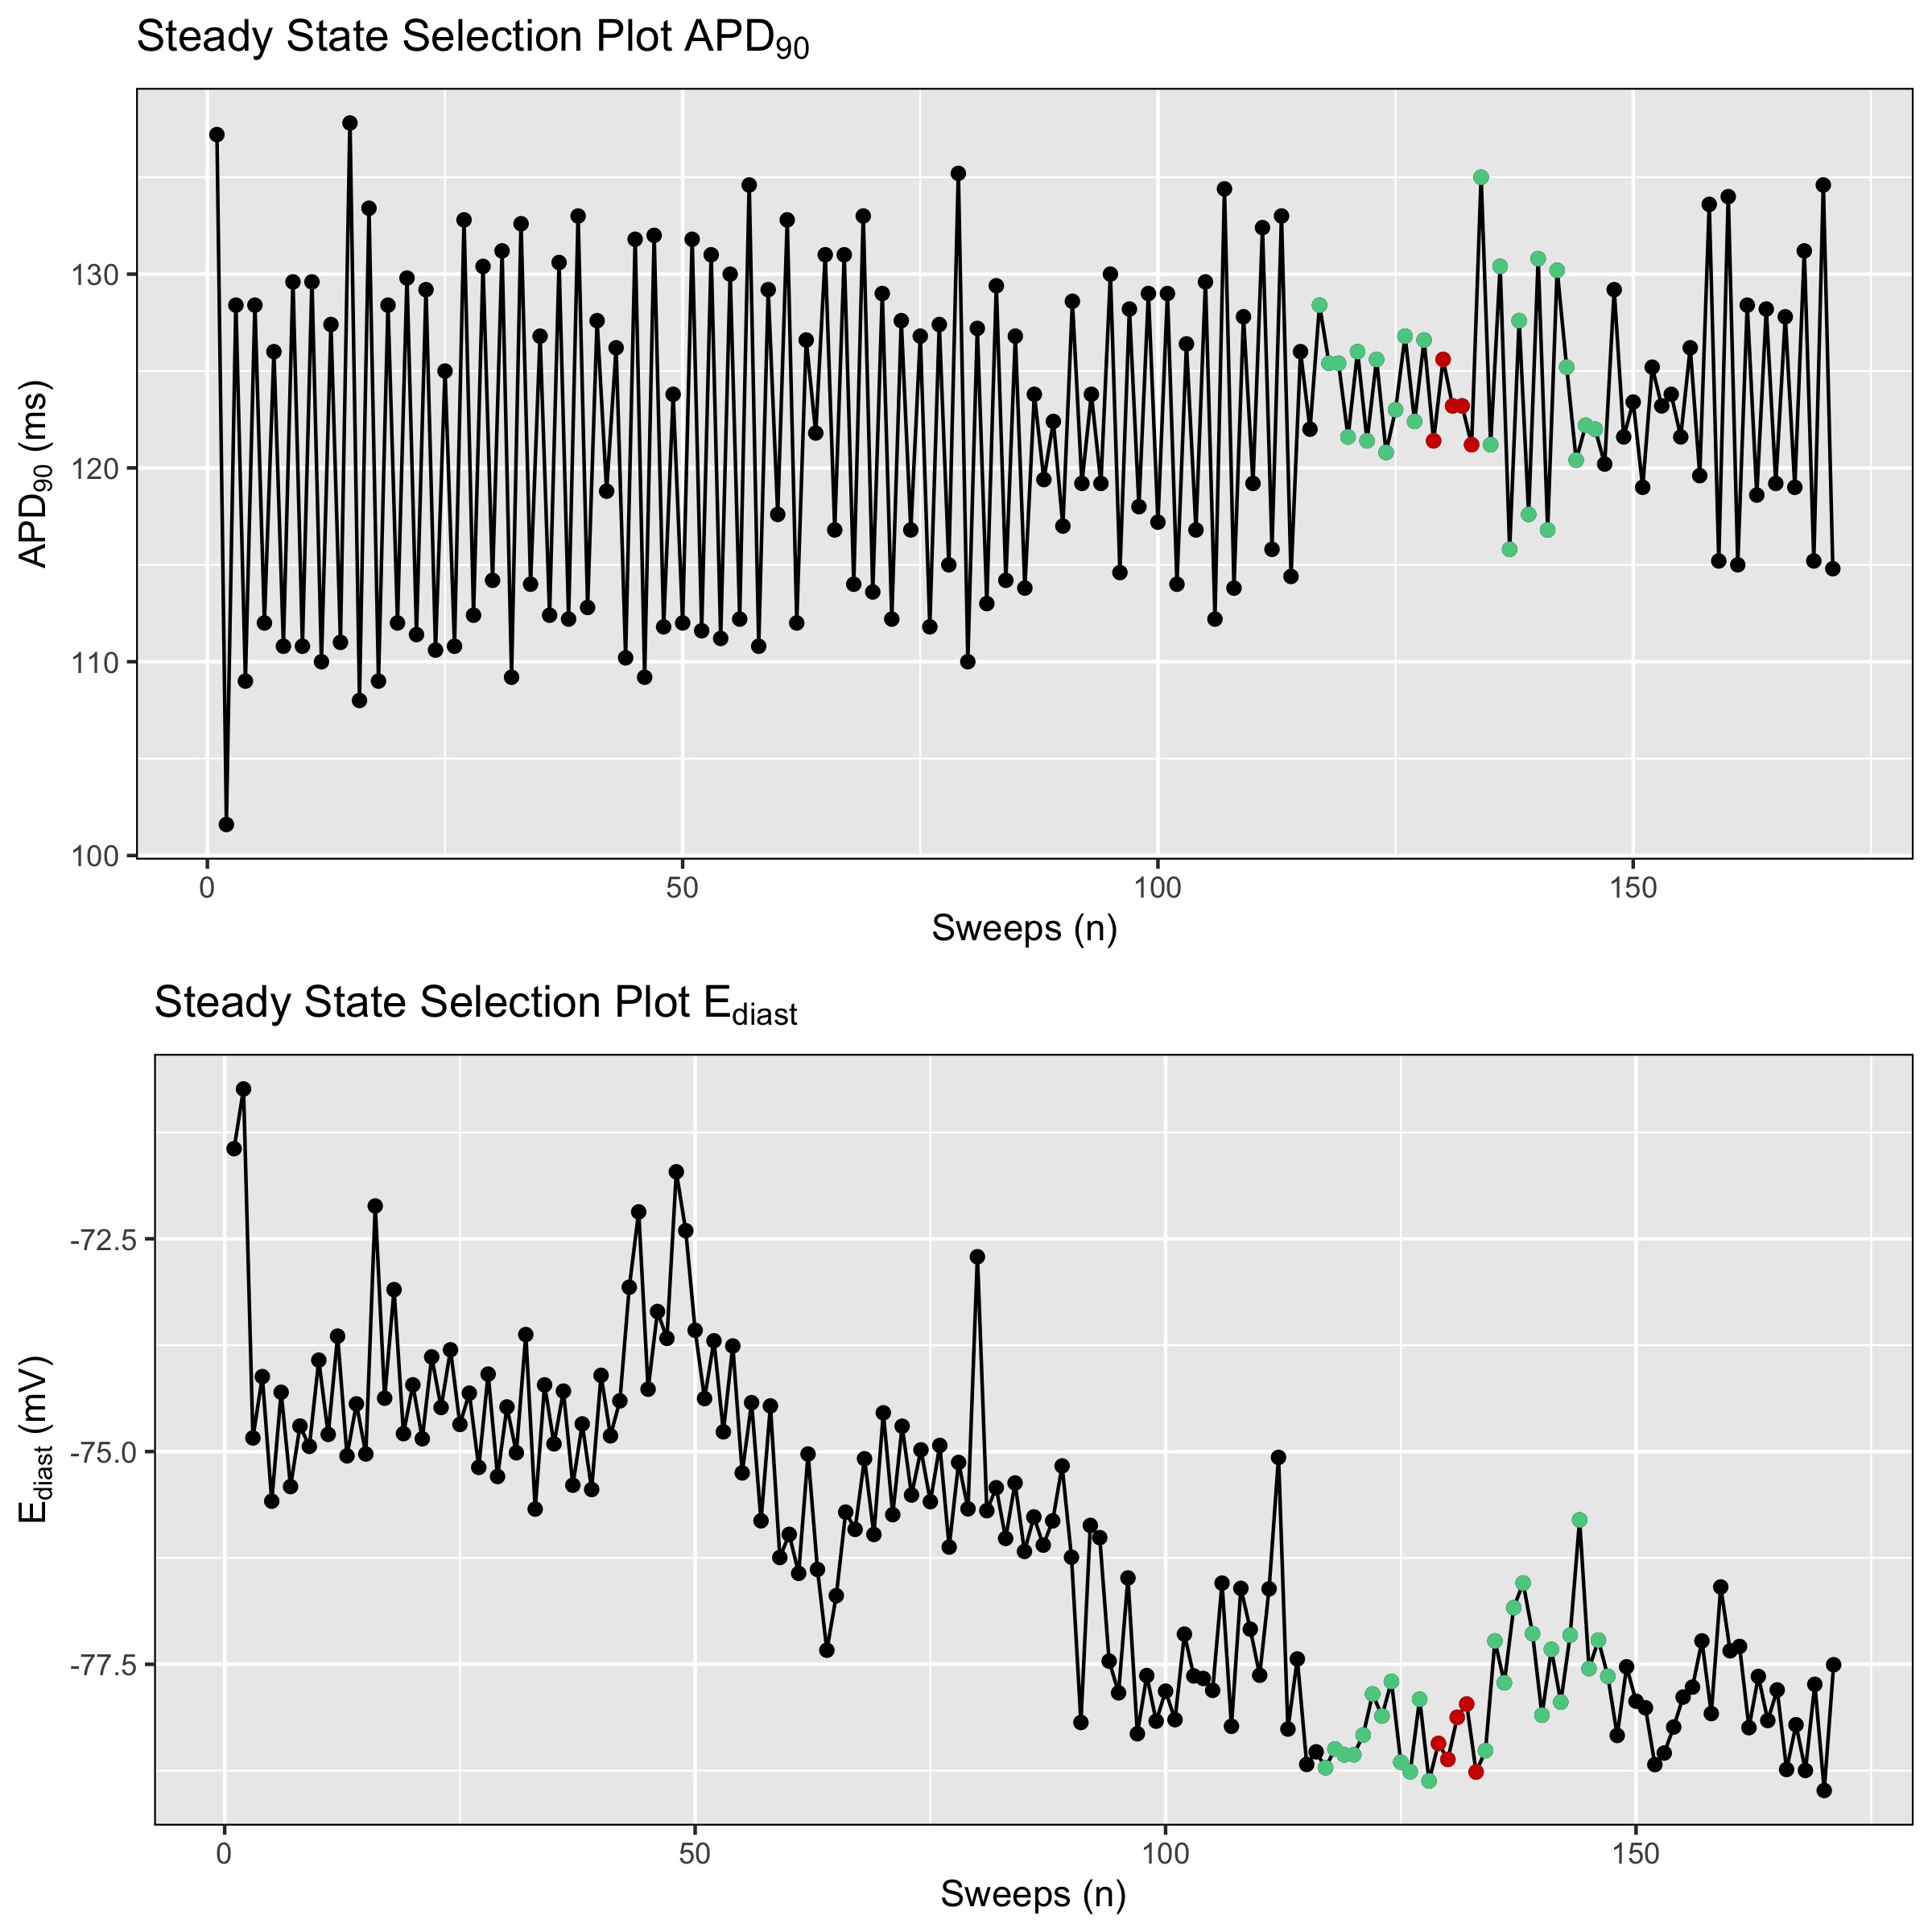 Steady State Selection Plot APD90
APD90 (ms)
130
120
110
100
0 50 100 150
Sweeps (n)
Steady State Selection Plot Ediast
Ediast (mV)
-72.5
-75.0
-77.5
0 50 100 150
Sweeps (n)